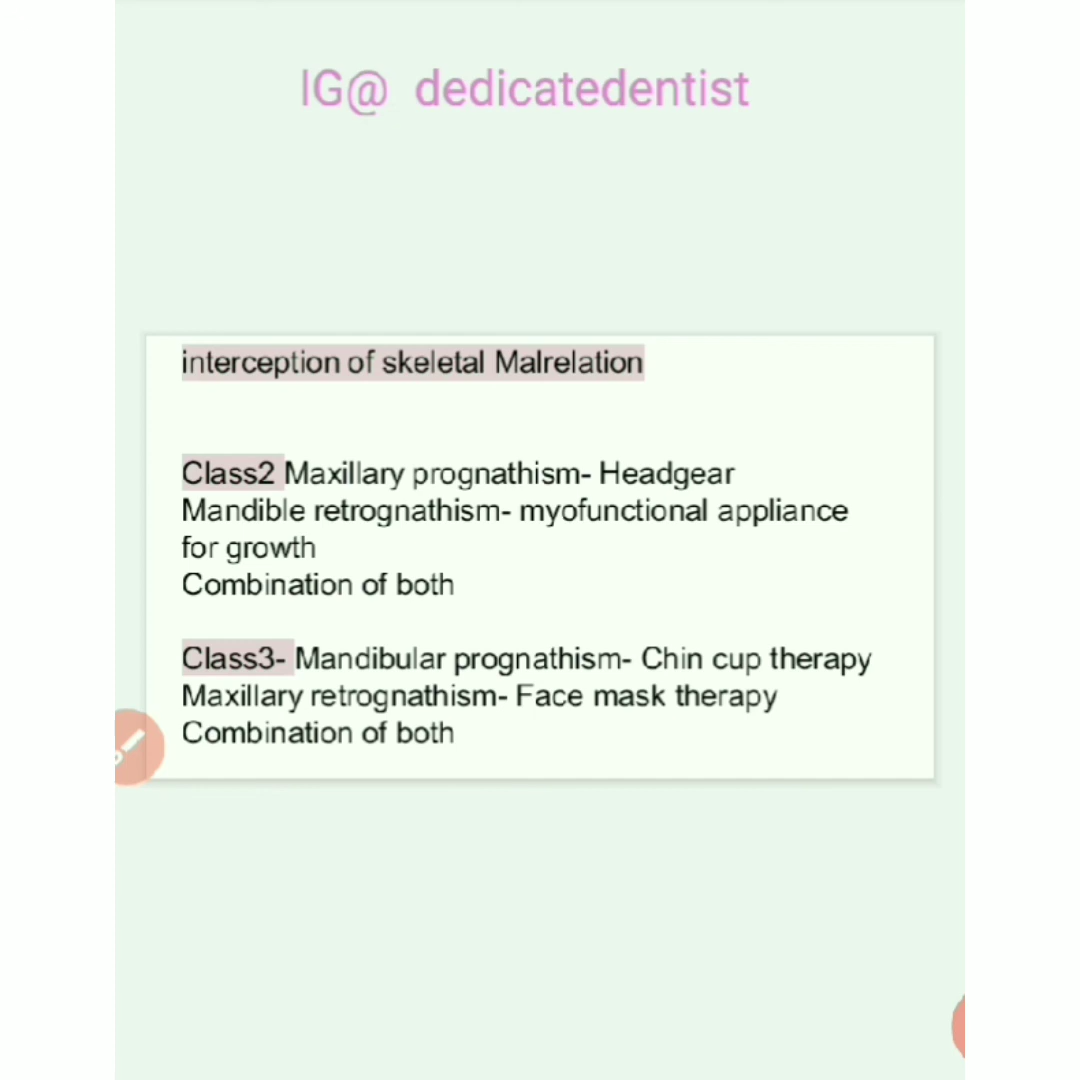 IG@ dedicatedentist
interception of skeletal Malrelation
Class2 Maxillary prognathism- Headgear
Mandible retrognathism- myofunctional appliance
for growth
Combination of both
Class3- Mandibular prognathism- Chin cup therapy
Maxillary retrognathism- Face mask therapy
Combination of both